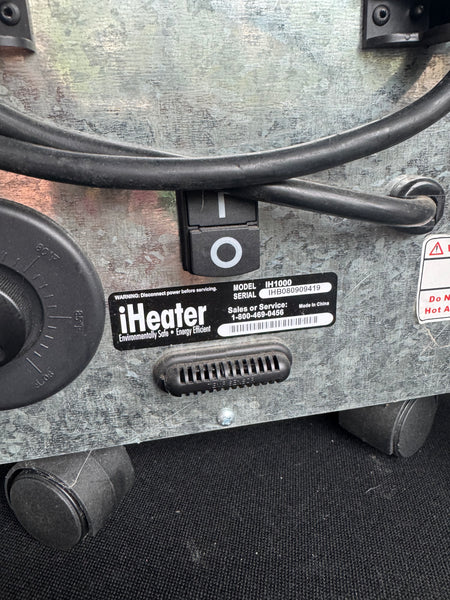 I
O
WARNING: Disconnect power before servicing.
MODEL IH1000
SERIAL IHB080909419
iHeater
Environmentally Safe • Energy Efficient
Sales or Service: Made in China
1-800-469-0456
Do N
Hot A